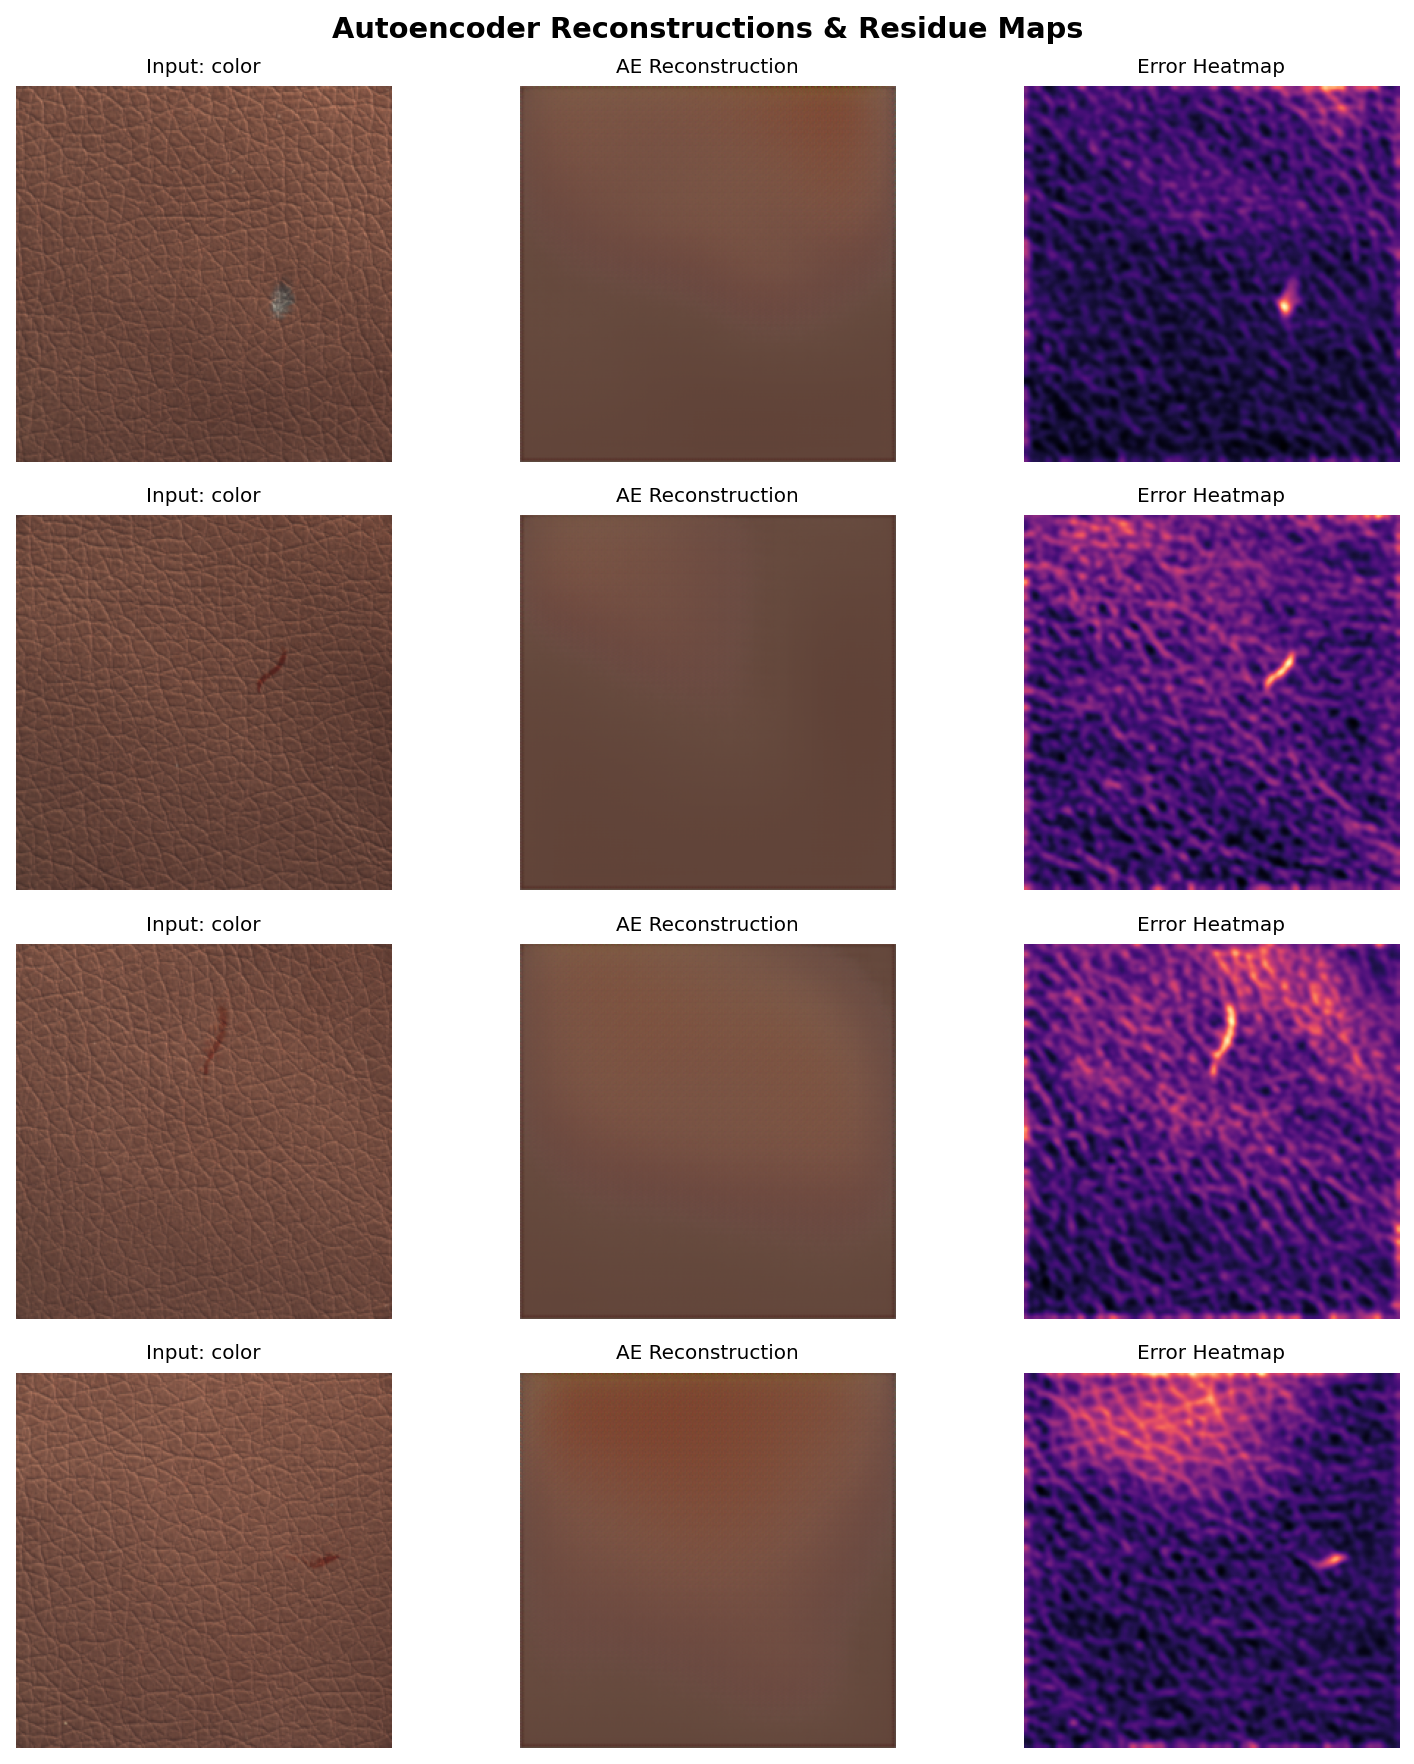 Autoencoder Reconstructions & Residue Maps
Input: color
AE Reconstruction
Error Heatmap
Input: color
AE Reconstruction
Error Heatmap
Input: color
AE Reconstruction
Error Heatmap
Input: color
AE Reconstruction
Error Heatmap